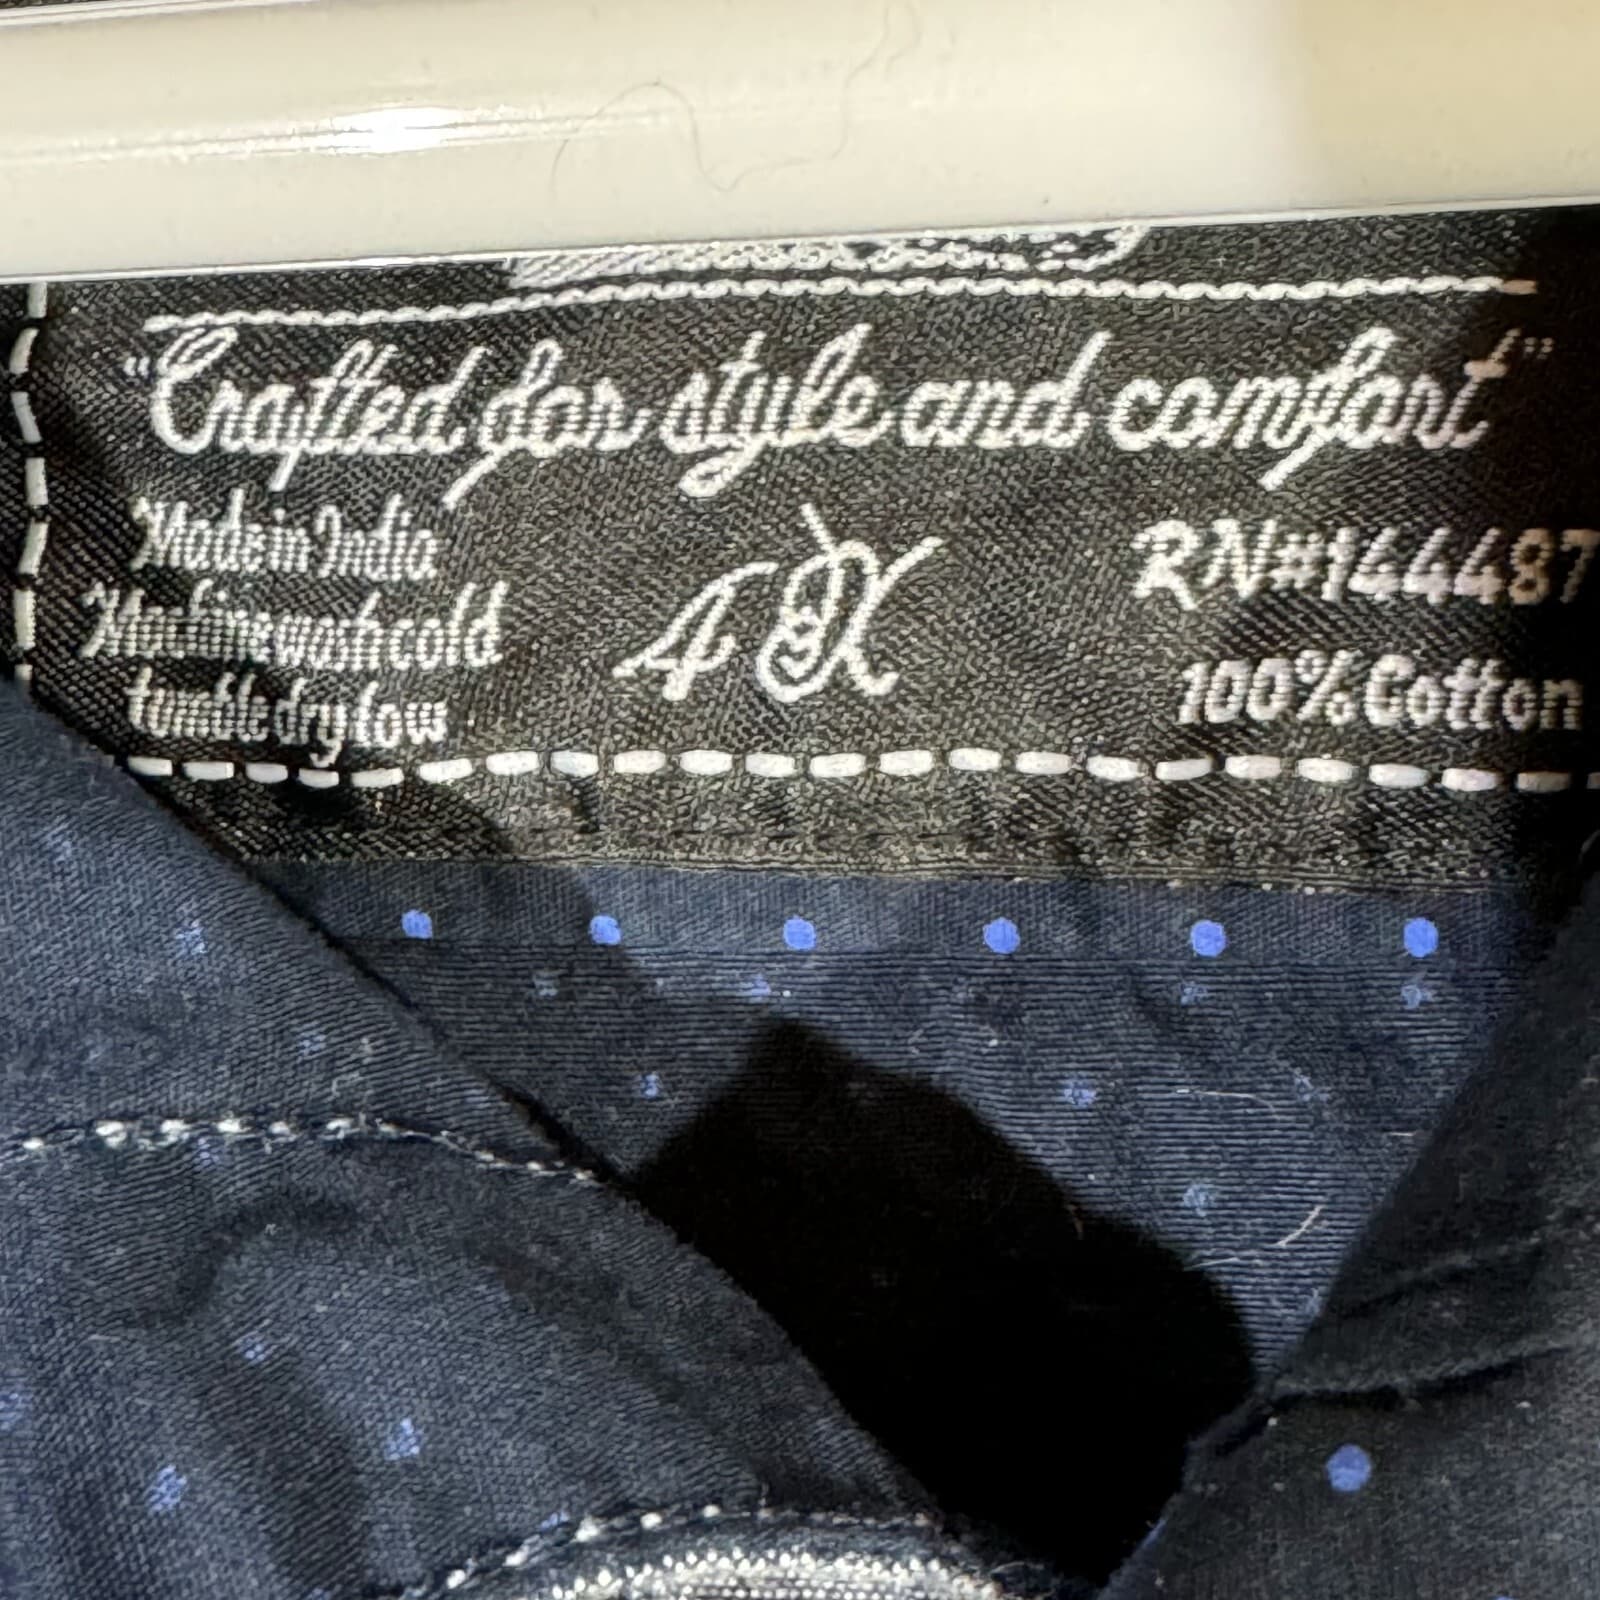 "Crafted for style and comfort"
Made in India
Machine wash cold
tumble dry low
4X
RN#144487
100% Cotton